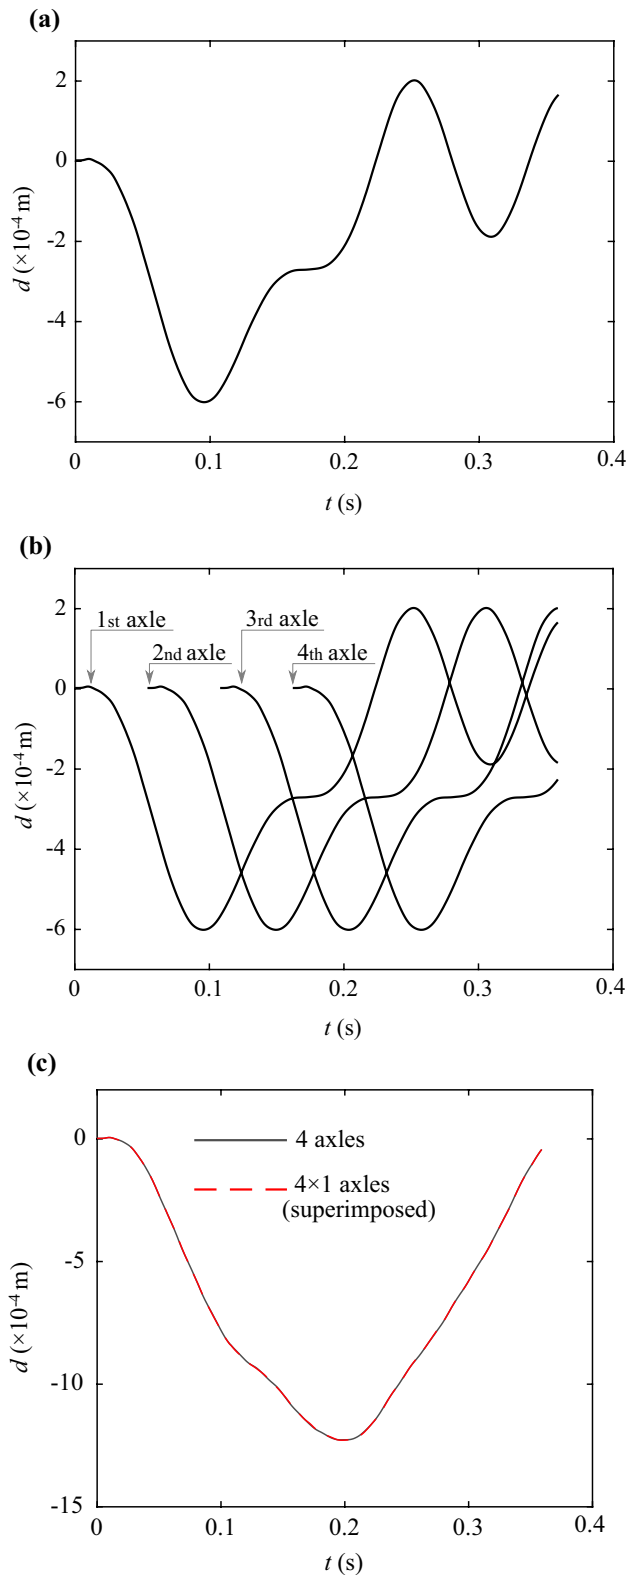 (a)
2
0
-2
-4
-6
0 0.1 0.2 0.3 0.4
d (×10-4 m)
t (s)
(b)
2
0
-2
-4
-6
1st axle
2nd axle
3rd axle
4th axle
0 0.1 0.2 0.3 0.4
d (×10-4 m)
t (s)
(c)
0
-5
-10
-15
4 axles
4×1 axles
(superimposed)
0 0.1 0.2 0.3 0.4
d (×10-4 m)
t (s)